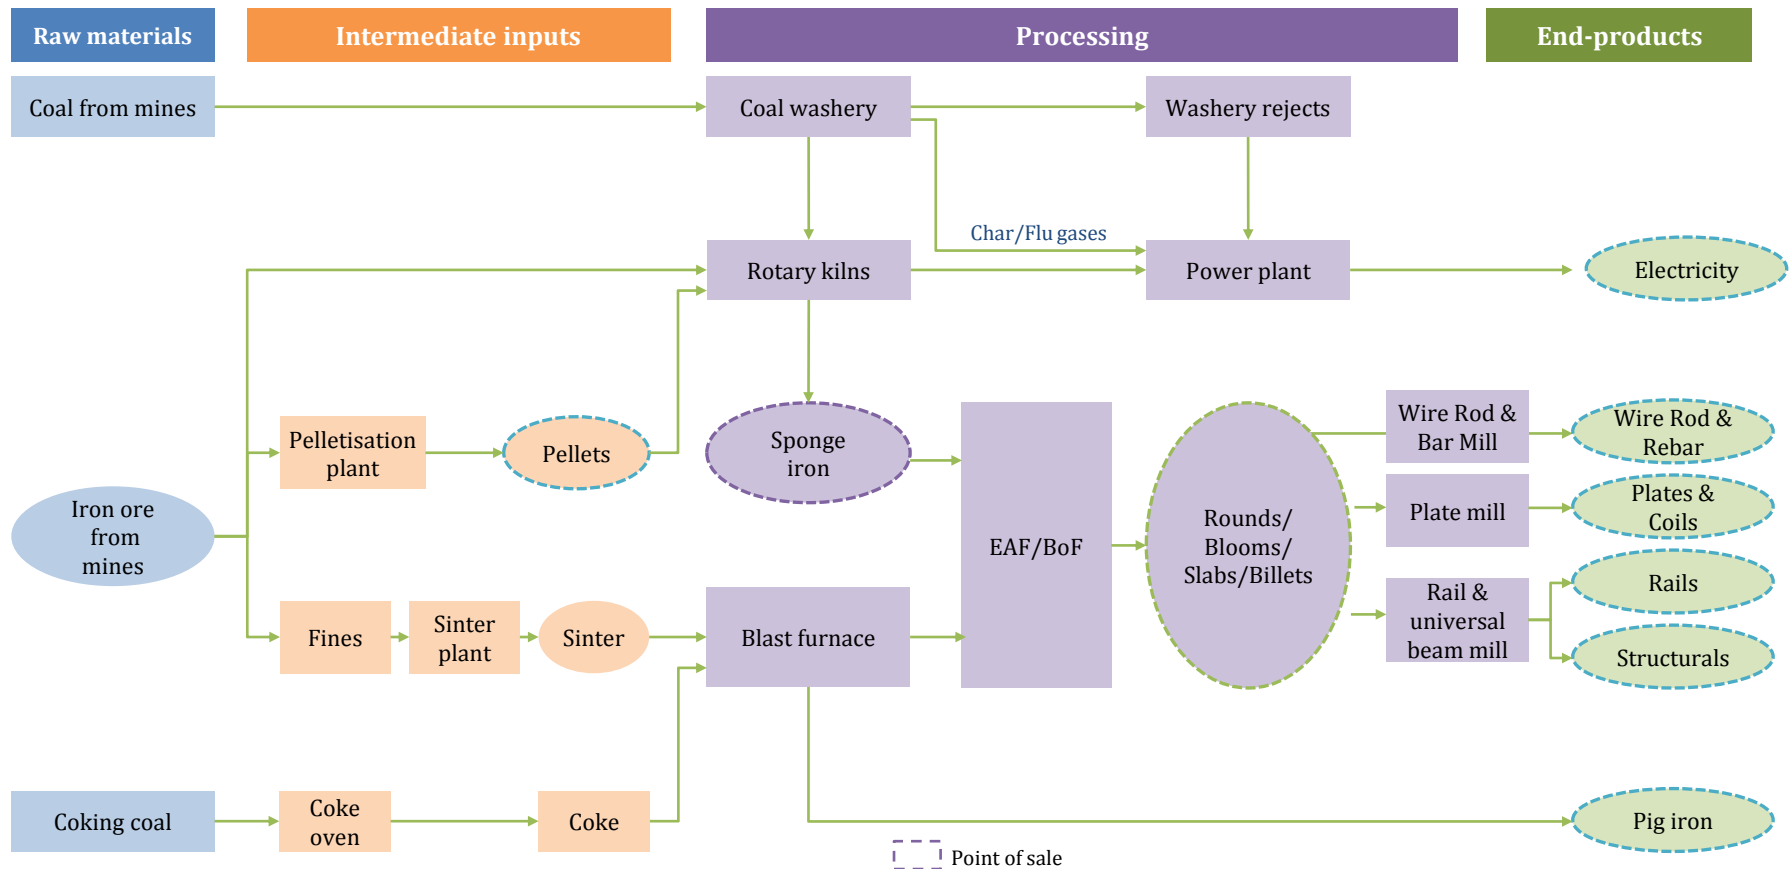 Raw materials
Intermediate inputs
Processing
End-products
Coal from mines
Coal washery
Washery rejects
Char/Flu gases
Rotary kilns
Power plant
Electricity
Pelletisation
plant
Pellets
Sponge
iron
Wire Rod &
Bar Mill
Wire Rod &
Rebar
Iron ore
from
mines
EAF/BoF
Rounds/
Blooms/
Slabs/Billets
Plate mill
Plates &
Coils
Fines
Sinter
plant
Sinter
Blast furnace
Rail &
universal
beam mill
Rails
Structurals
Coking coal
Coke
oven
Coke
Pig iron
Point of sale